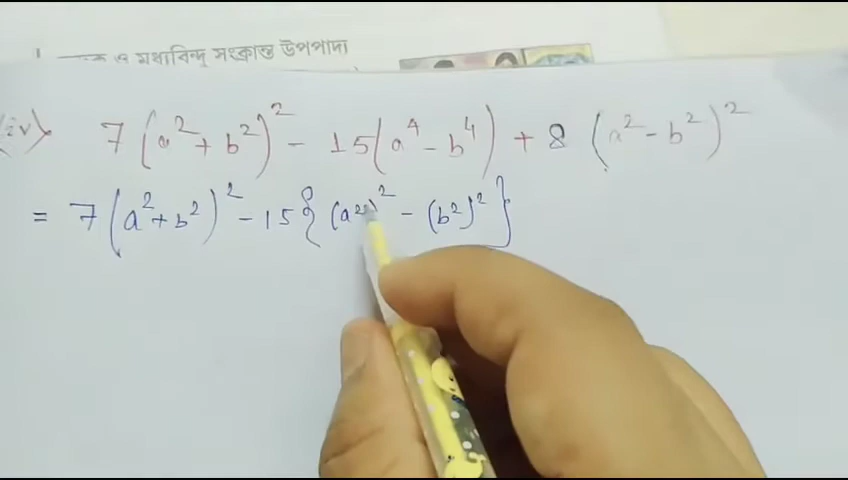 ও মধ্যবিন্দু সংক্রান্ত উপপাদ্য
(iv) 7(a² + b²)² - 15(a⁴ - b⁴) + 8 (a² - b²)²
= 7(a² + b²)² - 15{(a²)² - (b²)²}